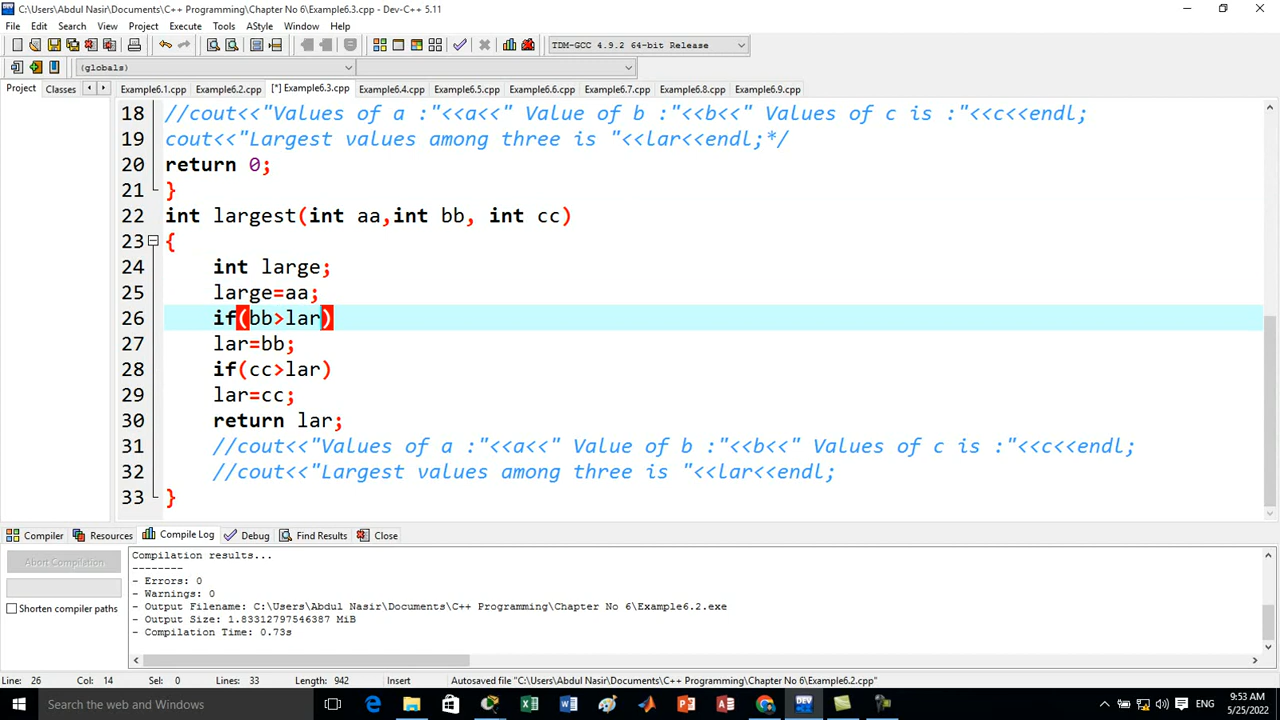 C:\Users\Abdul Nasir\Documents\C++ Programming\Chapter No 6\Example6.3.cpp - Dev-C++ 5.11
File Edit Search View Project Execute Tools AStyle Window Help
TDM-GCC 4.9.2 64-bit Release
(globals)
Project Classes Example6.1.cpp Example6.2.cpp [*] Example6.3.cpp Example6.4.cpp Example6.5.cpp Example6.6.cpp Example6.7.cpp Example6.8.cpp Example6.9.cpp
18 //cout<<"Values of a :"<<a<<" Value of b :"<<b<<" Values of c is :"<<c<<endl;
19 cout<<"Largest values among three is "<<lar<<endl;*/
20 return 0;
21 }
22 int largest(int aa,int bb, int cc)
23 {
24 int large;
25 large=aa;
26 if(bb>lar)
27 lar=bb;
28 if(cc>lar)
29 lar=cc;
30 return lar;
31 //cout<<"Values of a :"<<a<<" Value of b :"<<b<<" Values of c is :"<<c<<endl;
32 //cout<<"Largest values among three is "<<lar<<endl;
33 }
Compiler Resources Compile Log Debug Find Results Close
Abort Compilation
Shorten compiler paths
Compilation results...
--------
- Errors: 0
- Warnings: 0
- Output Filename: C:\Users\Abdul Nasir\Documents\C++ Programming\Chapter No 6\Example6.2.exe
- Output Size: 1.83312797546387 MiB
- Compilation Time: 0.73s
Line: 26 Col: 14 Sel: 0 Lines: 33 Length: 942 Insert Autosaved file "C:\Users\Abdul Nasir\Documents\C++ Programming\Chapter No 6\Example6.2.cpp"
Search the web and Windows
9:53 AM
5/25/2022